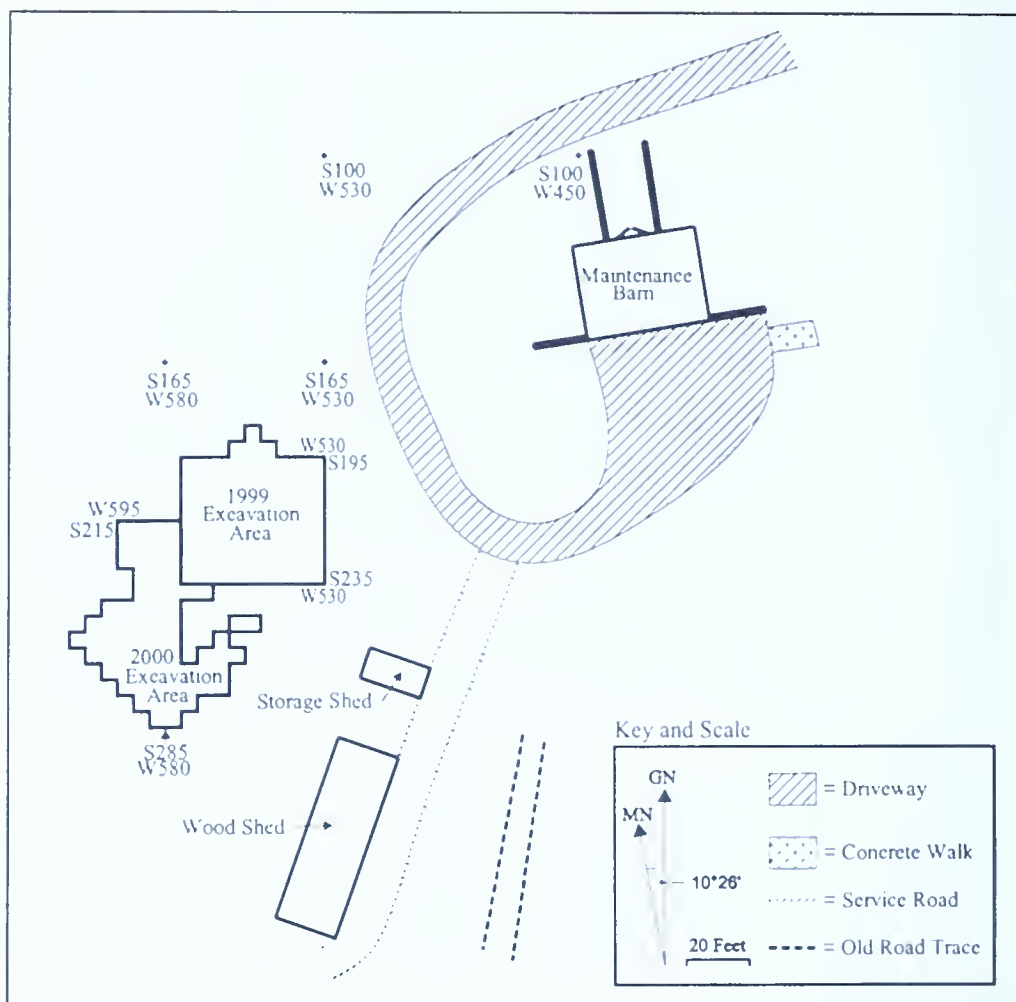 S100
W530
S100
W450
Maintenance
Barn
S165
W580
S165
W530
W530
S195
1999
Excavation
Area
W595
S215
S235
W530
2000
Excavation
Area
Storage Shed
S285
W580
Wood Shed
Key and Scale
GN
MN
10°26'
20 Feet
= Driveway
= Concrete Walk
= Service Road
= Old Road Trace